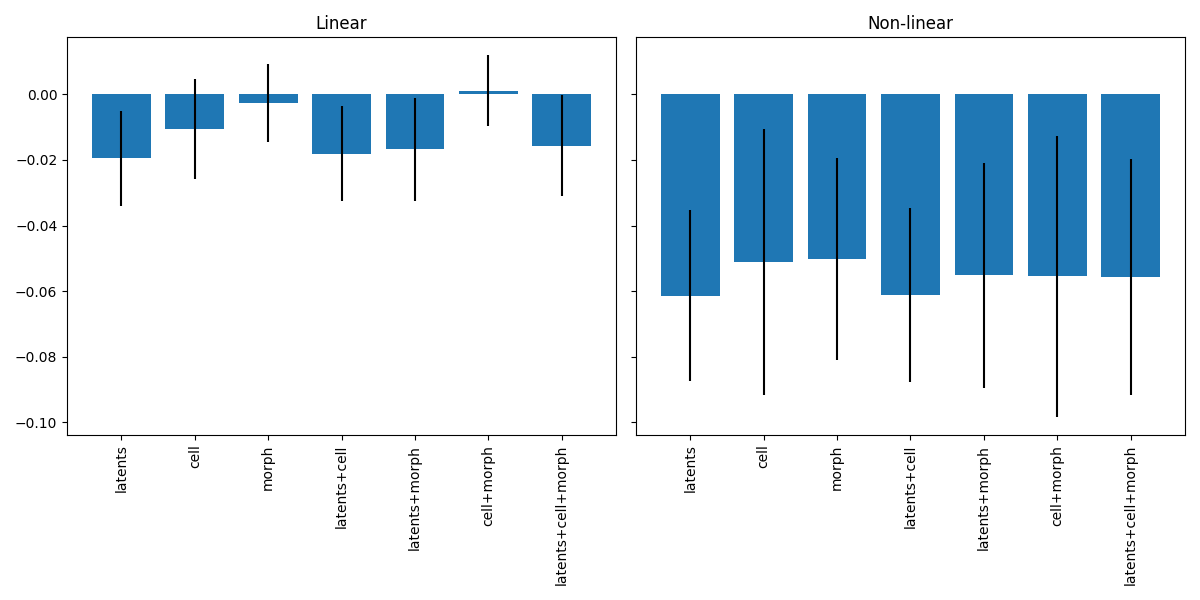 Linear
Non-linear
0.00
−0.02
−0.04
−0.06
−0.08
−0.10
latents
cell
morph
latents+cell
latents+morph
cell+morph
latents+cell+morph
latents
cell
morph
latents+cell
latents+morph
cell+morph
latents+cell+morph